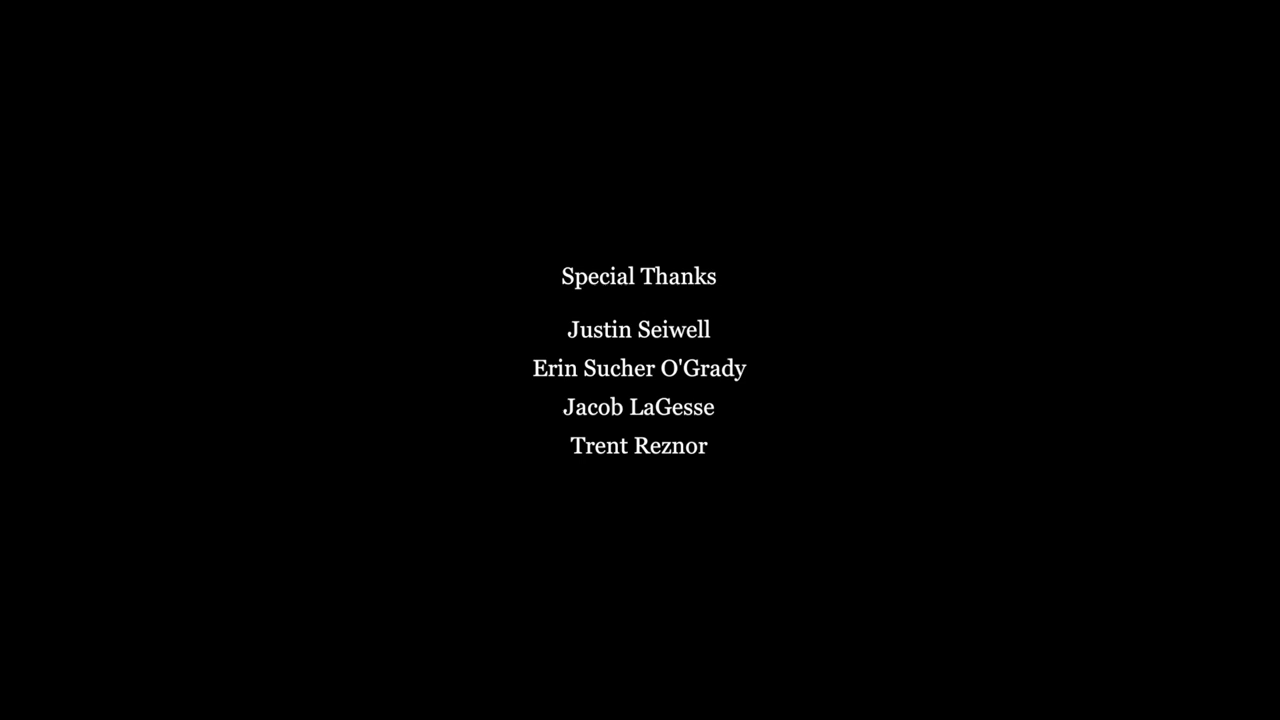 Special Thanks
Justin Seiwell
Erin Sucher O'Grady
Jacob LaGesse
Trent Reznor